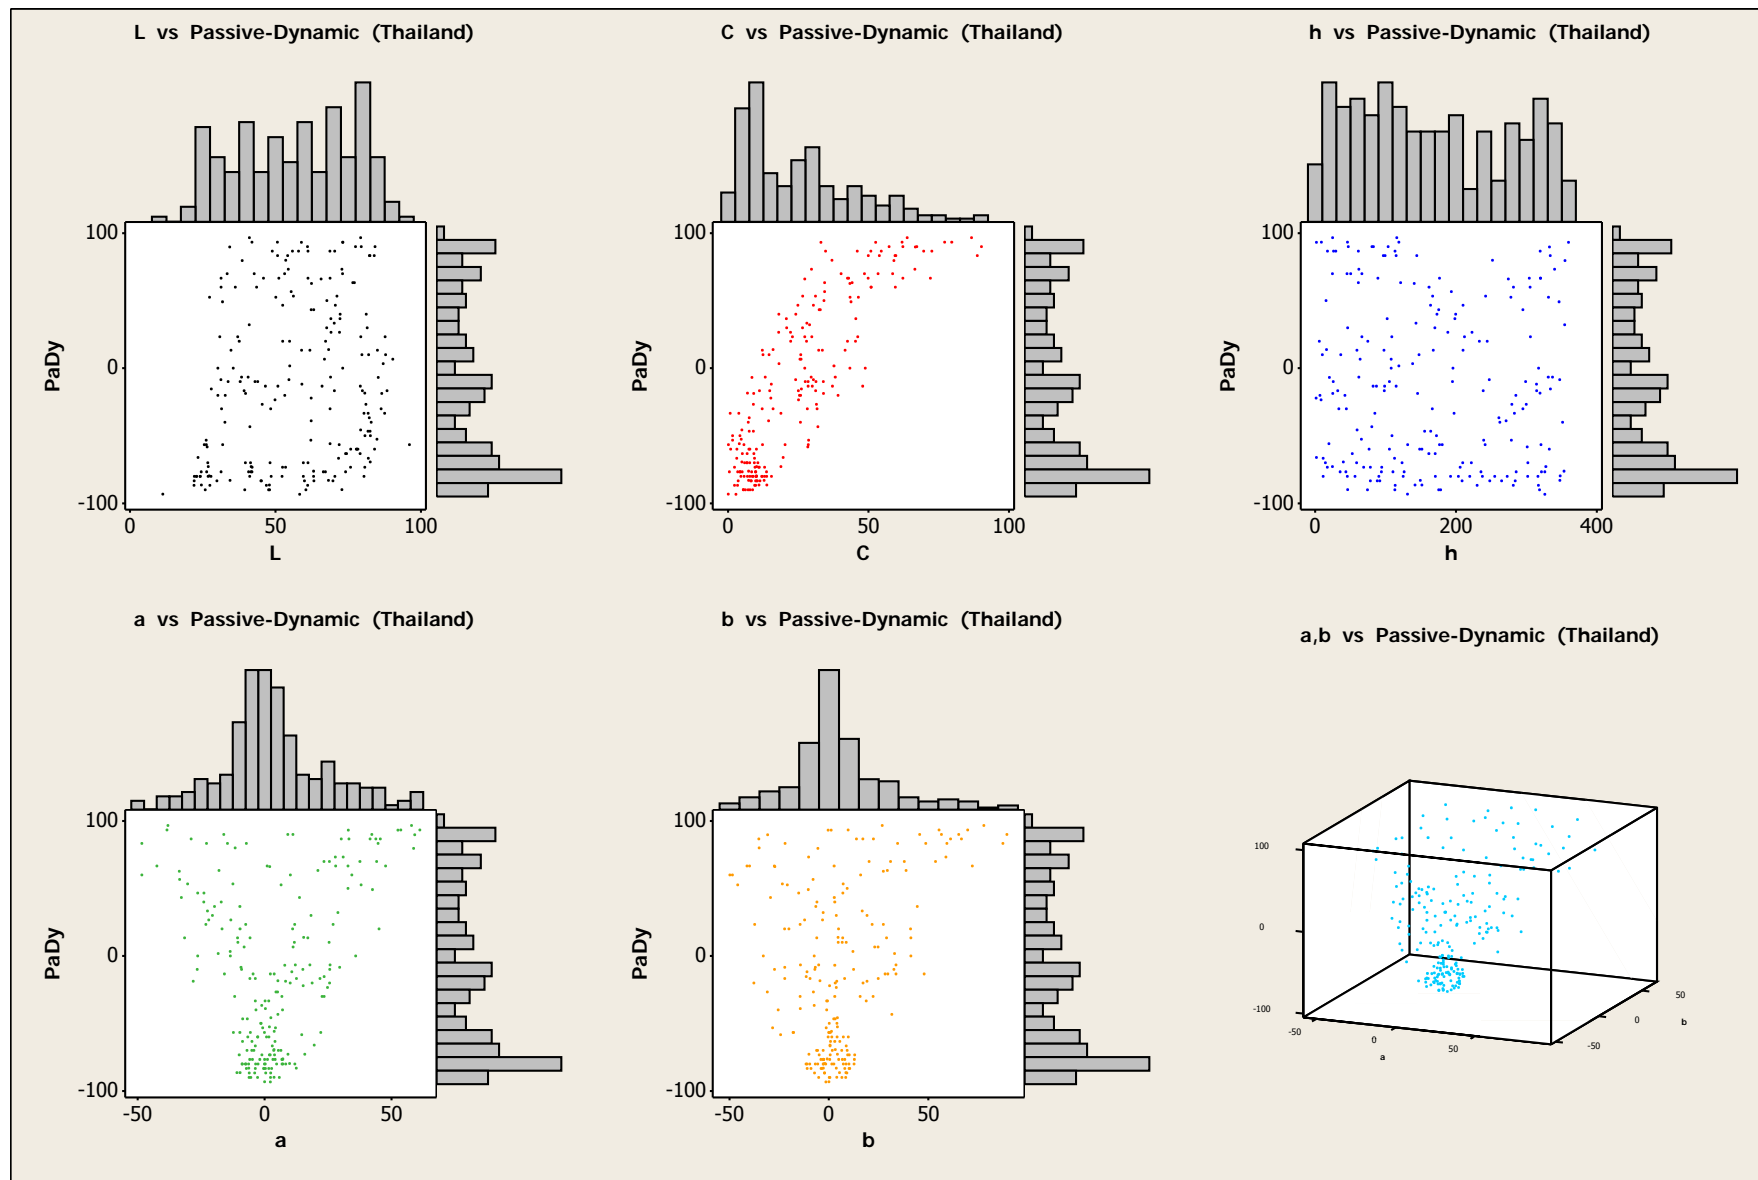 L vs Passive-Dynamic (Thailand)
C vs Passive-Dynamic (Thailand)
h vs Passive-Dynamic (Thailand)
100
0
-100
PaDy
0
50
100
L
100
0
-100
PaDy
0
50
100
C
100
0
-100
PaDy
0
200
400
h
a vs Passive-Dynamic (Thailand)
b vs Passive-Dynamic (Thailand)
a,b vs Passive-Dynamic (Thailand)
100
0
-100
PaDy
-50
0
50
a
100
0
-100
PaDy
-50
0
50
b
100
0
-100
-50
0
50
a
-50
0
50
b